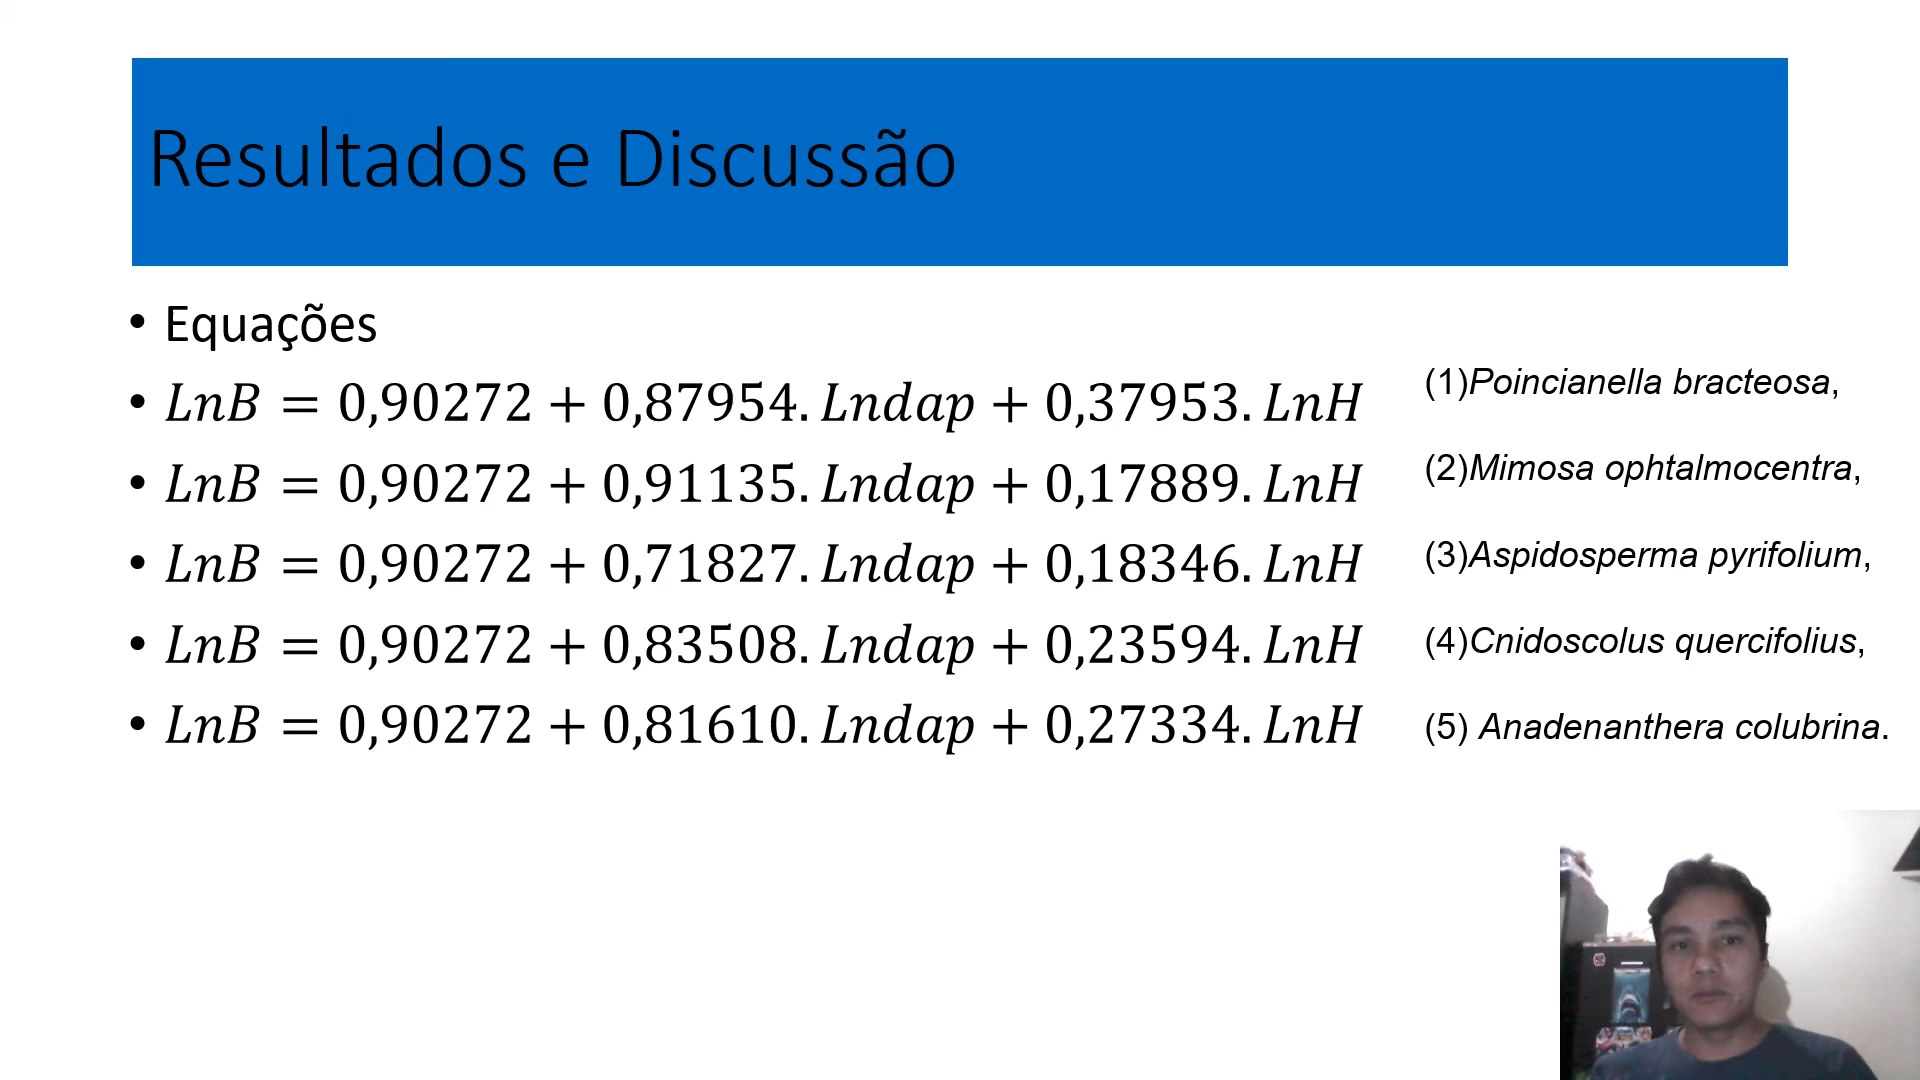 Resultados e Discussão
• Equações
• LnB = 0,90272 + 0,87954. Lndap + 0,37953. LnH (1)Poincianella bracteosa,
• LnB = 0,90272 + 0,91135. Lndap + 0,17889. LnH (2)Mimosa ophtalmocentra,
• LnB = 0,90272 + 0,71827. Lndap + 0,18346. LnH (3)Aspidosperma pyrifolium,
• LnB = 0,90272 + 0,83508. Lndap + 0,23594. LnH (4)Cnidoscolus quercifolius,
• LnB = 0,90272 + 0,81610. Lndap + 0,27334. LnH (5) Anadenanthera colubrina.